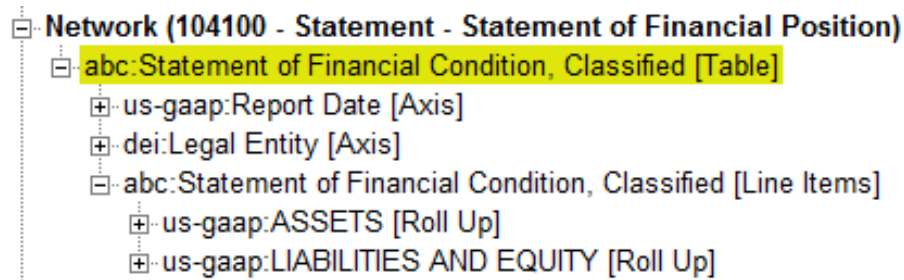 Network (104100 - Statement - Statement of Financial Position)
abc:Statement of Financial Condition, Classified [Table]
us-gaap:Report Date [Axis]
dei:Legal Entity [Axis]
abc:Statement of Financial Condition, Classified [Line Items]
us-gaap:ASSETS [Roll Up]
us-gaap:LIABILITIES AND EQUITY [Roll Up]